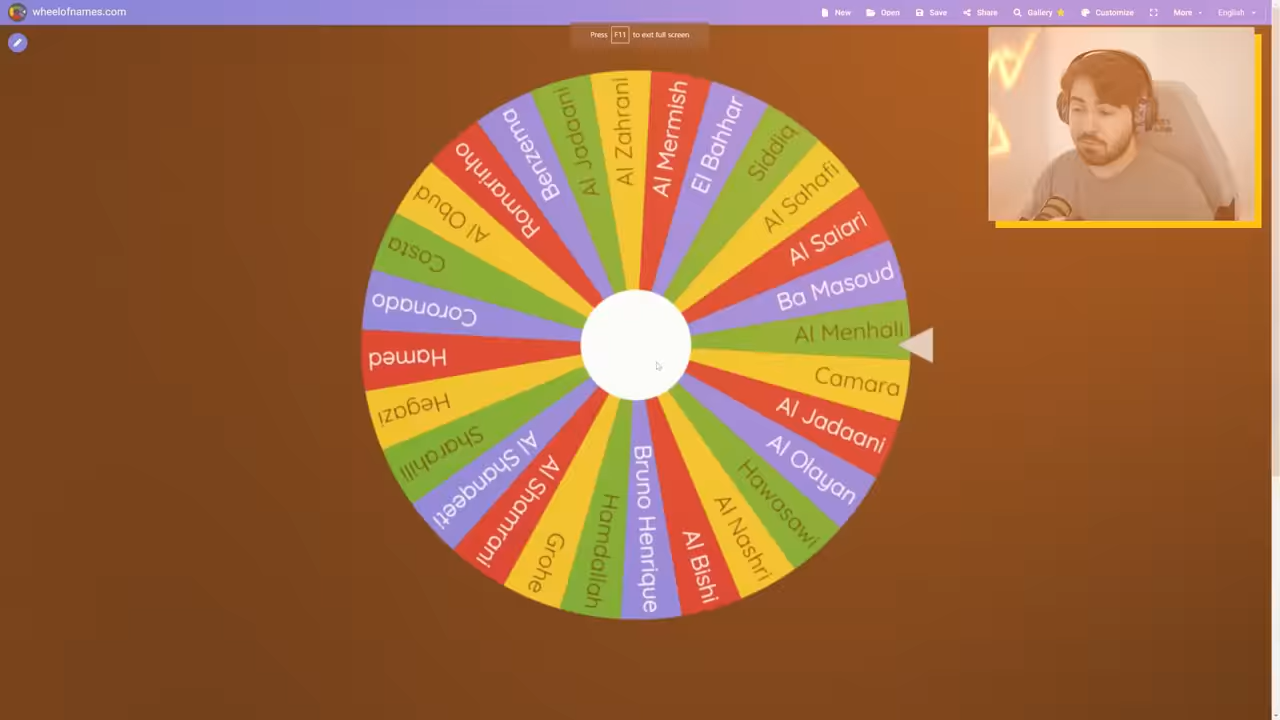 wheelofnames.com
New
Open
Save
Share
Gallery
Customize
More
English
Press F11 to exit full screen
Al Zahrani
Al Mermish
El Bahhar
Siddiq
Al Sahafi
Al Saiari
Ba Masoud
Al Menhali
Camara
Al Jadaani
Al Olayan
Hawasawi
Al Nashri
Al Bishi
Bruno Henrique
Hamdallah
Grohe
Al Shamrani
Al Shanqeeti
Sharahili
Hegazi
Hamed
Coronado
Costa
Al Obud
Romarinho
Benzema
Al Jadaani